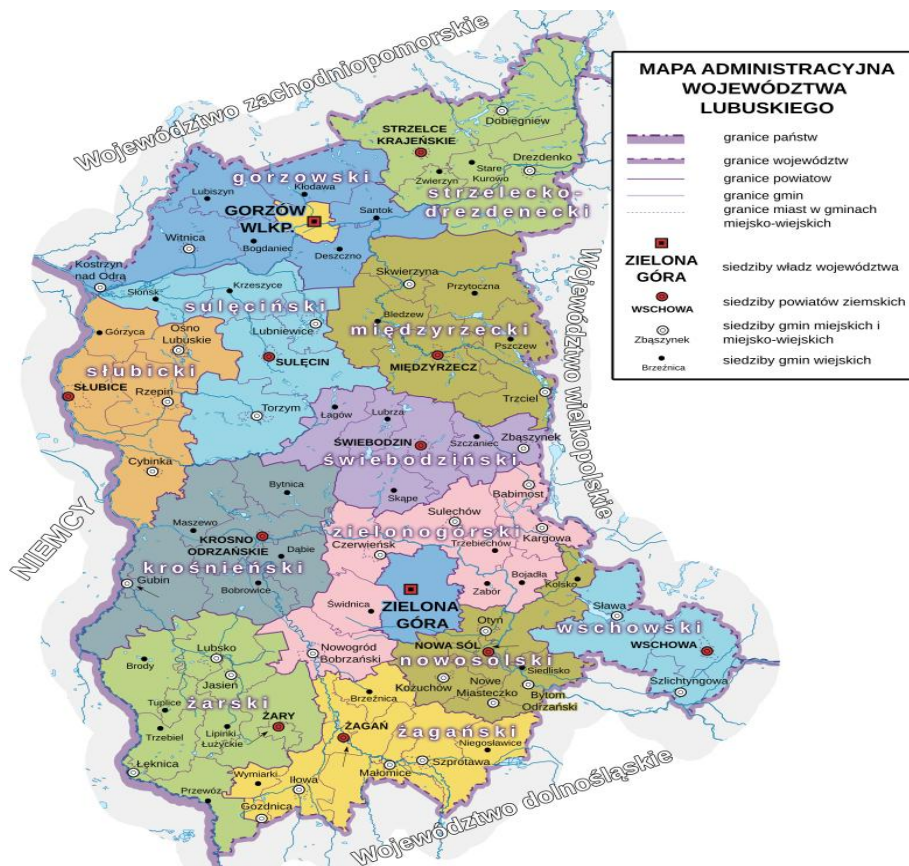 MAPA ADMINISTRACYJNA
WOJEWÓDZTWA
LUBUSKIEGO
granice państw
granice województw
granice powiatow
granice gmin
granice miast w gminach
miejsko-wiejskich
ZIELONA
GÓRA
siedziby władz województwa
WSCHOWA
siedziby powiatów ziemskich
Zbąszynek
siedziby gmin miejskich i
miejsko-wiejskich
Brzeźnica
siedziby gmin wiejskich
Województwo zachodniopomorskie
Województwo wielkopolskie
Województwo dolnośląskie
NIEMCY
Dobiegniew
STRZELCE
KRAJEŃSKIE
Drezdenko
Stare
Kurowo
Zwierzyn
strzelecko-
drezdenecki
gorzowski
Kłodawa
Lubiszyn
GORZÓW
WLKP.
Santok
Witnica
Bogdaniec
Deszczno
Kostrzyn
nad Odrą
Słońsk
Krzeszyce
sulęciński
Lubniewice
SULĘCIN
Torzym
Skwierzyna
Przytoczna
Bledzew
międzyrzecki
Pszczew
MIĘDZYRZECZ
Trzciel
Górzyca
Ośno
Lubuskie
słubicki
SŁUBICE
Rzepin
Cybinka
Łagów
Lubrza
ŚWIEBODZIN
Szczaniec
Zbąszynek
świebodziński
Skąpe
Babimost
Bytnica
Maszewo
KROSNO
ODRZAŃSKIE
Dąbie
krośnieński
Gubin
Bobrowice
Sulechów
zielonogórski
Kargowa
Czerwieńsk
Trzebiechów
Bojadła
Zabór
Kolsko
Świdnica
ZIELONA
GÓRA
Nowogród
Bobrzański
Otyń
NOWA SÓL
nowosolski
Siedlisko
Kożuchów
Nowe
Miasteczko
Bytom
Odrzański
Sława
wschowski
WSCHOWA
Szlichtyngowa
Lubsko
Brody
Jasień
żarski
Tuplice
Trzebiel
Lipinki
Łużyckie
ŻARY
Łęknica
Przewóz
Brzeźnica
ŻAGAŃ
żagański
Niegosławice
Szprotawa
Małomice
Wymiarki
Iłowa
Gozdnica